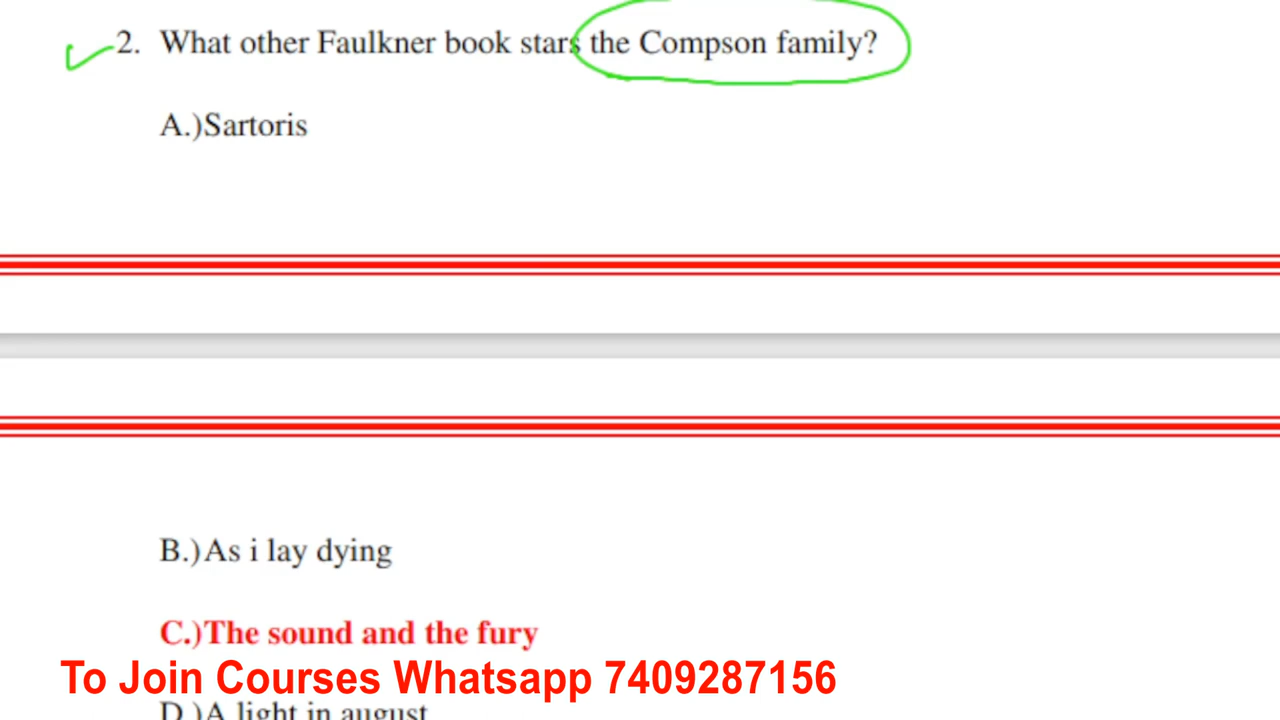 2. What other Faulkner book stars the Compson family?
A.)Sartoris
B.)As i lay dying
C.)The sound and the fury
To Join Courses Whatsapp 7409287156
D.)A light in august